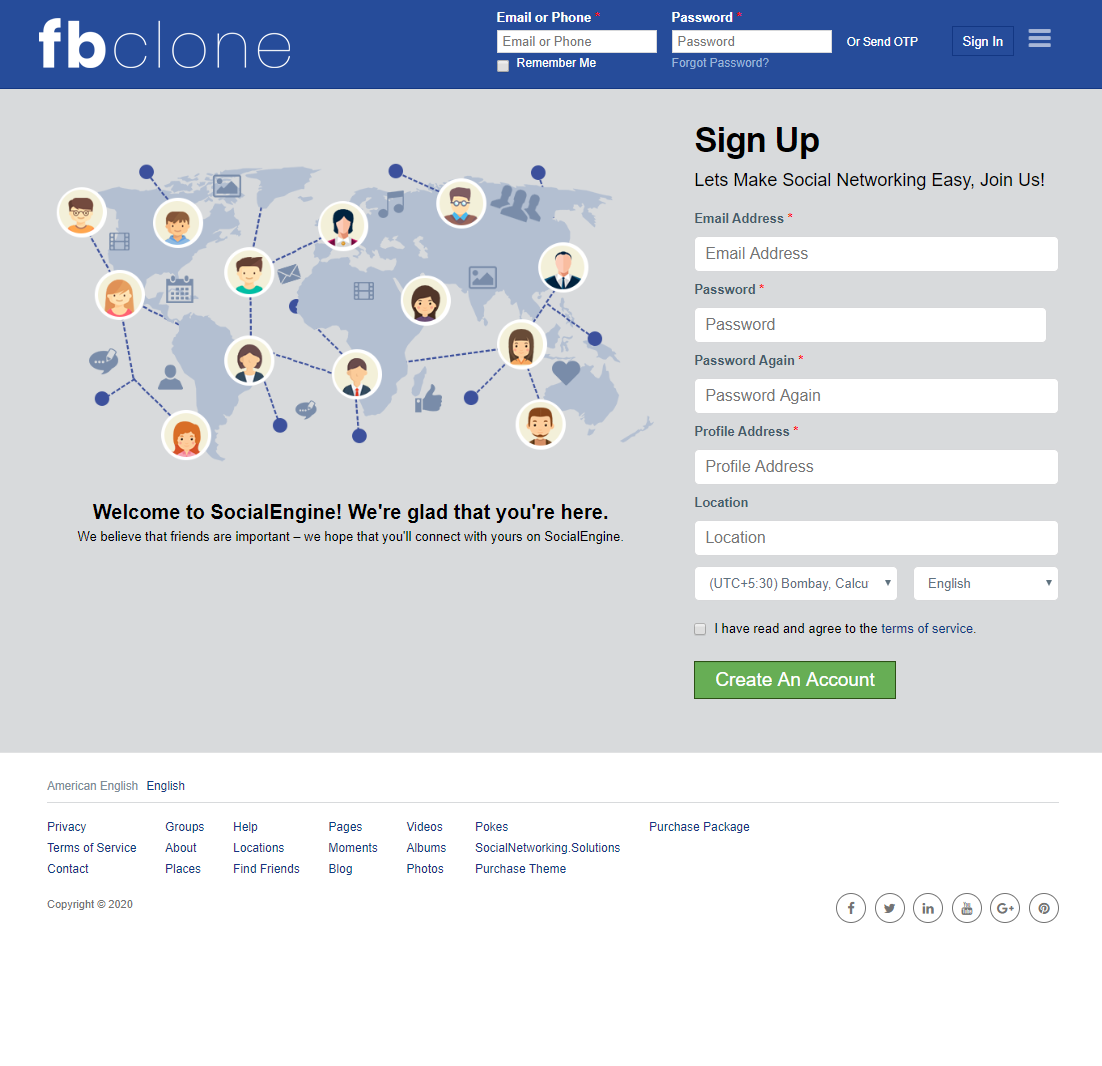 fbclone
Email or Phone *
Password *
Email or Phone
Password
Or Send OTP
Sign In
Remember Me
Forgot Password?
Sign Up
Lets Make Social Networking Easy, Join Us!
Email Address *
Email Address
Password *
Password
Password Again *
Password Again
Profile Address *
Profile Address
Location
Location
(UTC+5:30) Bombay, Calcu
English
I have read and agree to the terms of service.
Create An Account
Welcome to SocialEngine! We're glad that you're here.
We believe that friends are important – we hope that you'll connect with yours on SocialEngine.
American English English
Privacy Groups Help Pages Videos Pokes Purchase Package
Terms of Service About Locations Moments Albums SocialNetworking.Solutions
Contact Places Find Friends Blog Photos Purchase Theme
Copyright © 2020